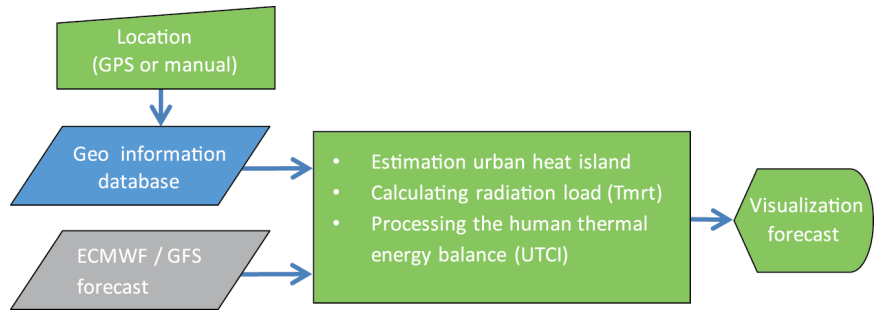 Location
(GPS or manual)
Geo information
database
ECMWF / GFS
forecast
• Estimation urban heat island
• Calculating radiation load (Tmrt)
• Processing the human thermal
energy balance (UTCI)
Visualization
forecast